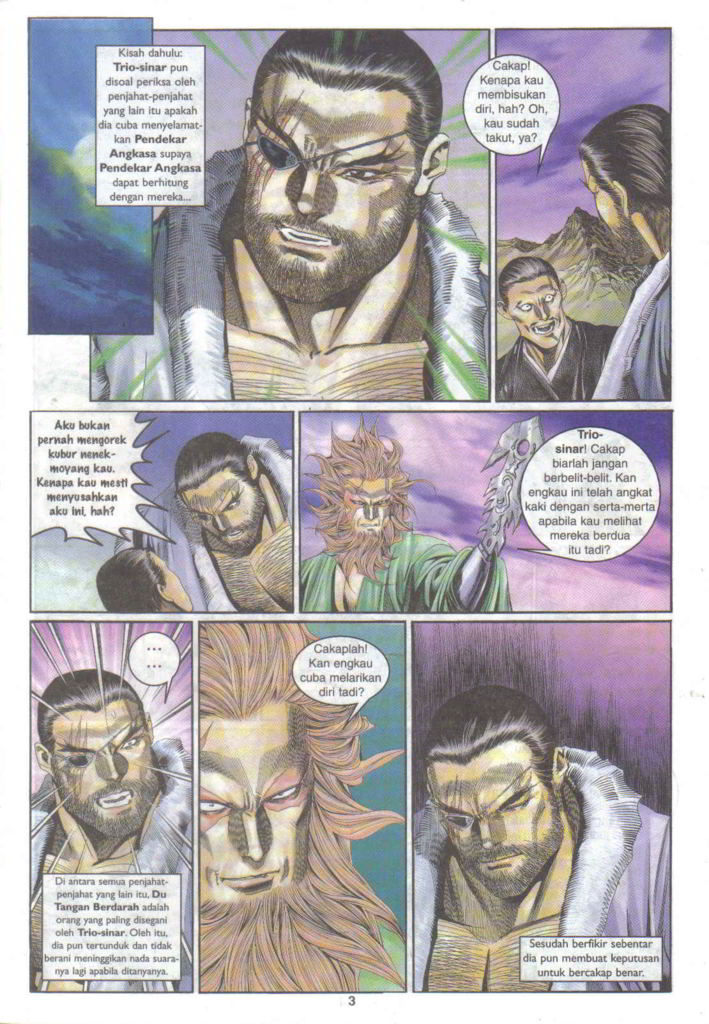 Kisah dahulu:
Trio-sinar pun
disoal periksa oleh
penjahat-penjahat
yang lain itu apakah
dia cuba menyelamat-
kan Pendekar
Angkasa supaya
Pendekar Angkasa
dapat berhitung
dengan mereka...
Cakap!
Kenapa kau
membisukan
diri, hah? Oh,
kau sudah
takut, ya?
Aku bukan
pernah mengorek
kubur nenek-
moyang kau.
Kenapa kau mesti
menyusahkan
aku ini, hah?
Trio-
sinar! Cakap
biarlah jangan
berbelit-belit. Kan
engkau ini telah angkat
kaki dengan serta-merta
apabila kau melihat
mereka berdua
itu tadi?
...
...
Di antara semua penjahat-
penjahat yang lain itu, Du
Tangan Berdarah adalah
orang yang paling disegani
oleh Trio-sinar. Oleh itu,
dia pun tertunduk dan tidak
berani meninggikan nada suara-
nya lagi apabila ditanyanya.
Cakaplah!
Kan engkau
cuba melarikan
diri tadi?
Sesudah berfikir sebentar
dia pun membuat keputusan
untuk bercakap benar.
3